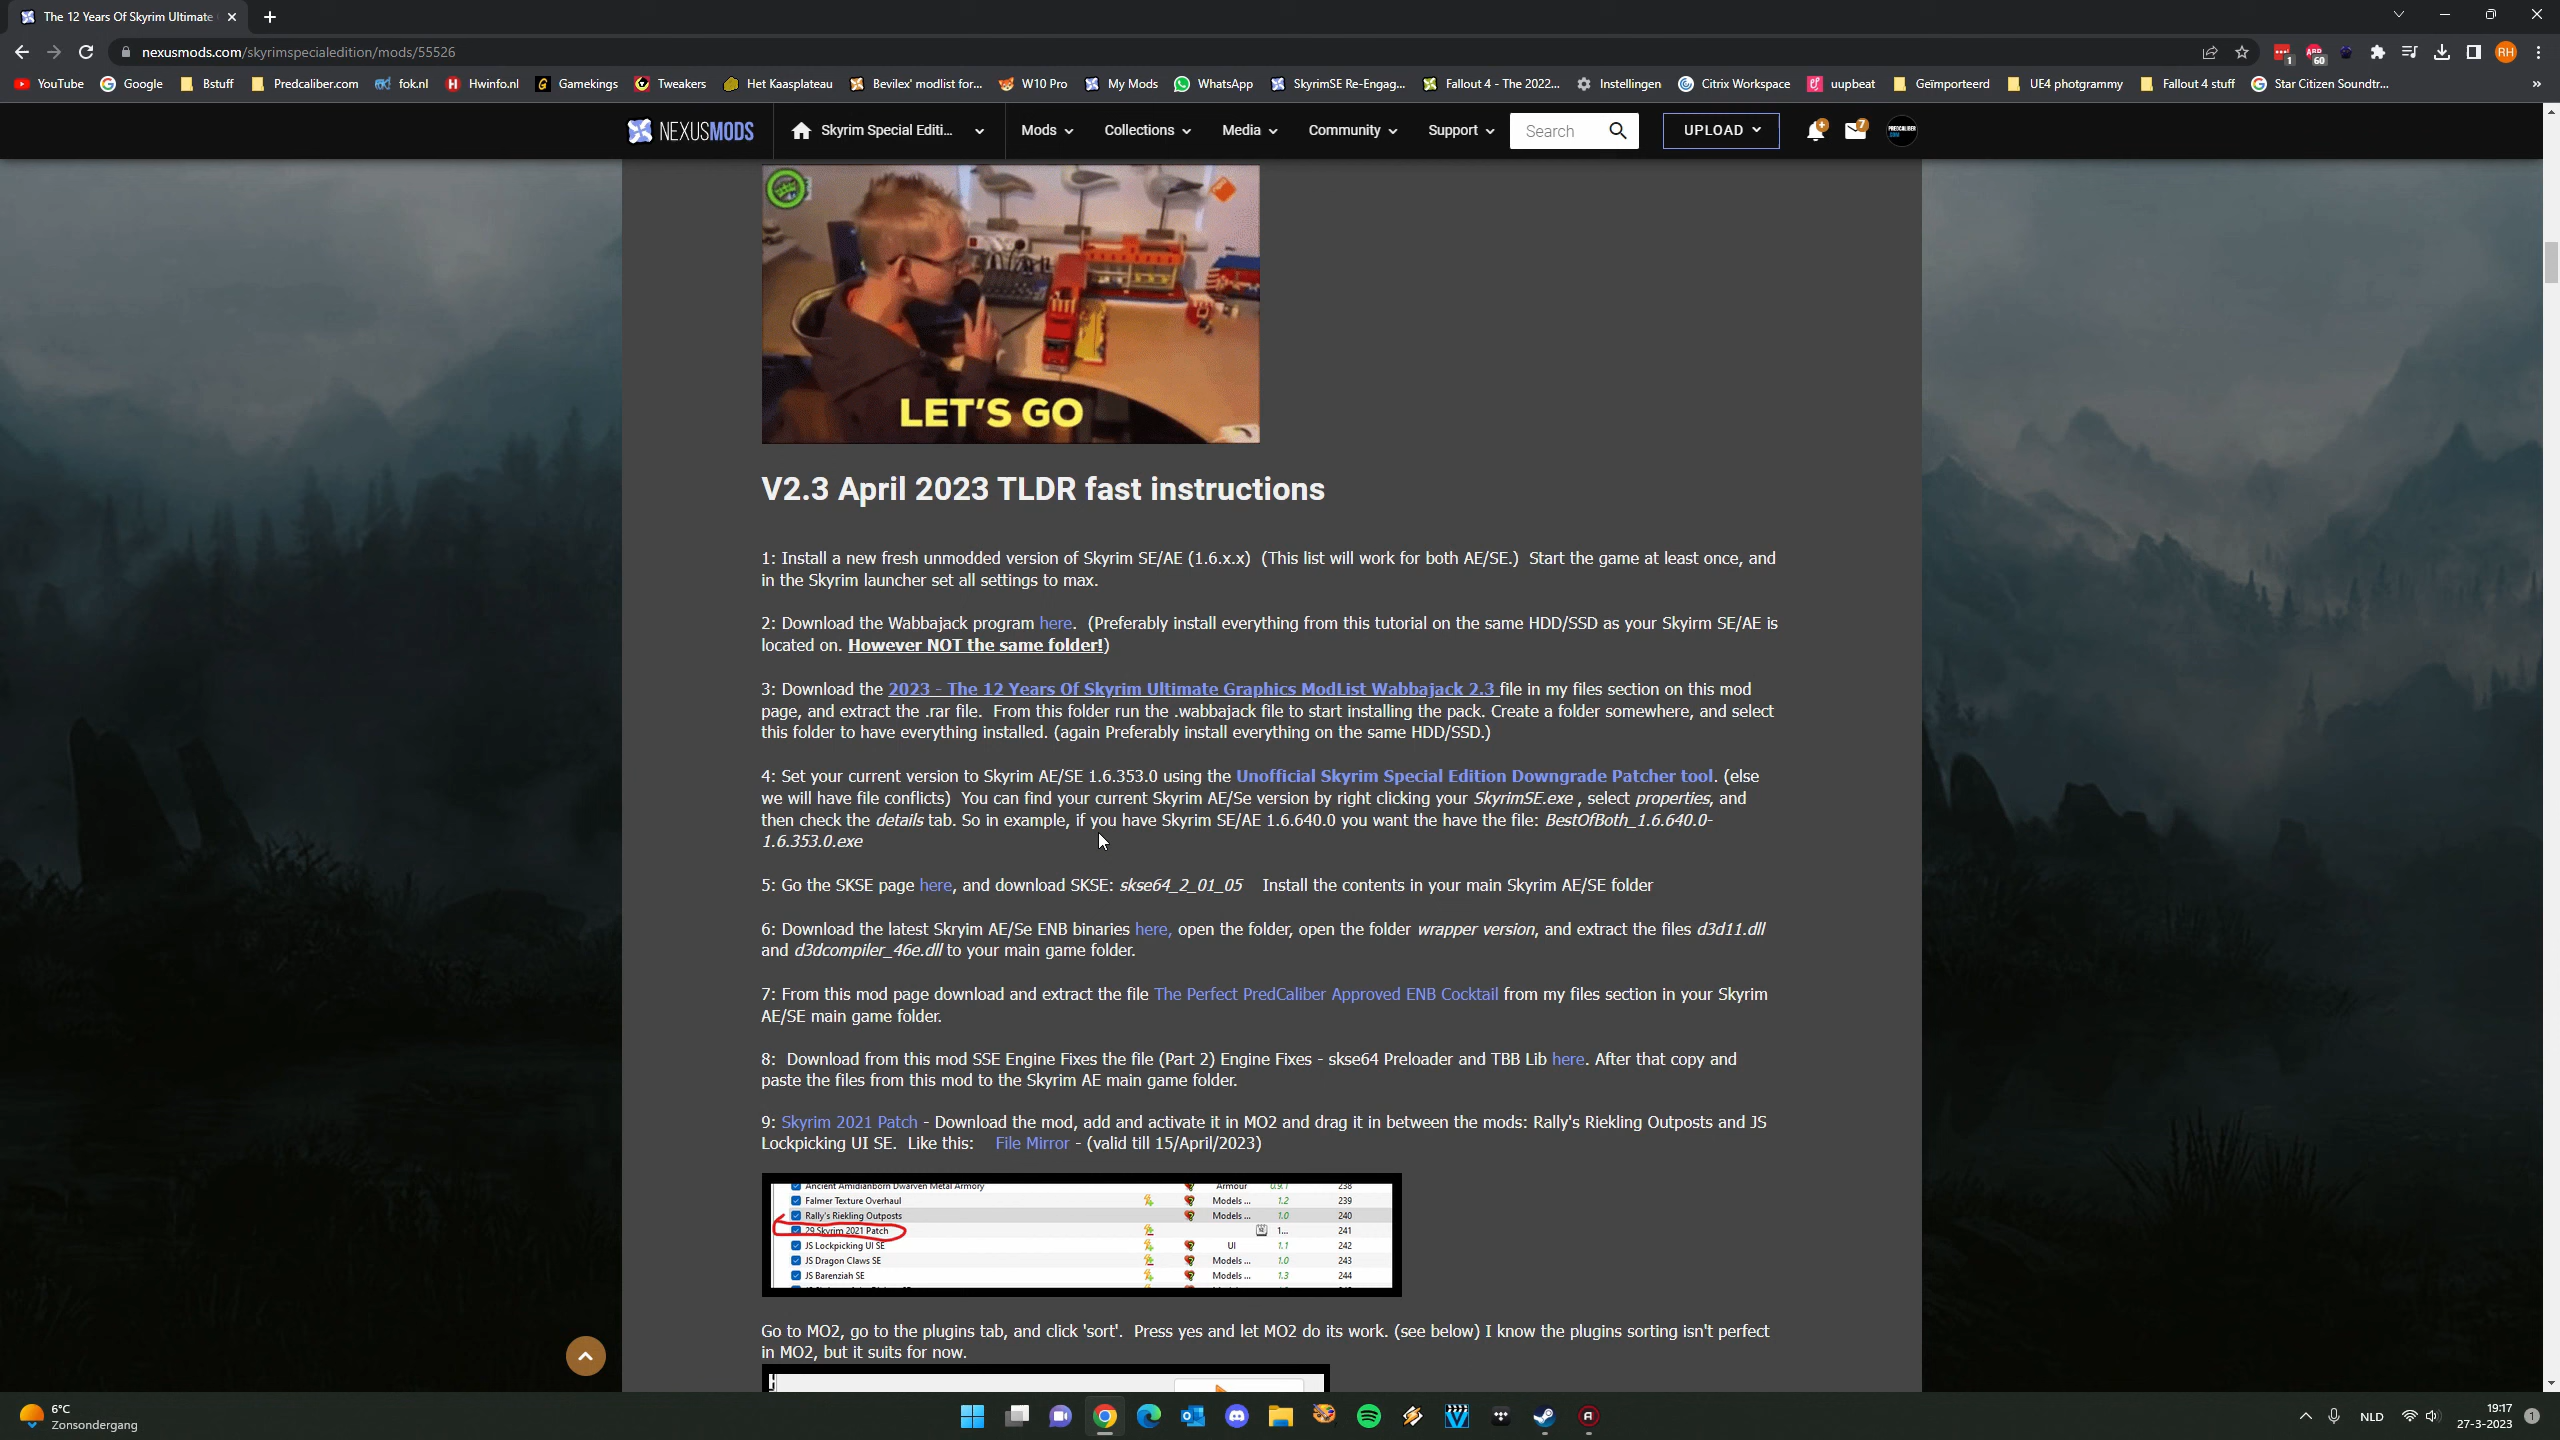 The 12 Years Of Skyrim Ultimate
nexusmods.com/skyrimspecialedition/mods/55526
1
60
RH
YouTube Google Bstuff Predcaliber.com fok.nl Hwinfo.nl Gamekings Tweakers Het Kaasplateau Bevilex' modlist for... W10 Pro My Mods WhatsApp SkyrimSE Re-Engag... Fallout 4 - The 2022... Instellingen Citrix Workspace uupbeat Geïmporteerd UE4 photgrammy Fallout 4 stuff Star Citizen Soundtr... »
NEXUSMODS Skyrim Special Editi... Mods Collections Media Community Support Search UPLOAD 7
LET'S GO
V2.3 April 2023 TLDR fast instructions
1: Install a new fresh unmodded version of Skyrim SE/AE (1.6.x.x) (This list will work for both AE/SE.) Start the game at least once, and
in the Skyrim launcher set all settings to max.
2: Download the Wabbajack program here. (Preferably install everything from this tutorial on the same HDD/SSD as your Skyirm SE/AE is
located on. However NOT the same folder!)
3: Download the 2023 - The 12 Years Of Skyrim Ultimate Graphics ModList Wabbajack 2.3 file in my files section on this mod
page, and extract the .rar file. From this folder run the .wabbajack file to start installing the pack. Create a folder somewhere, and select
this folder to have everything installed. (again Preferably install everything on the same HDD/SSD.)
4: Set your current version to Skyrim AE/SE 1.6.353.0 using the Unofficial Skyrim Special Edition Downgrade Patcher tool. (else
we will have file conflicts) You can find your current Skyrim AE/Se version by right clicking your SkyrimSE.exe , select properties, and
then check the details tab. So in example, if you have Skyrim SE/AE 1.6.640.0 you want the have the file: BestOfBoth_1.6.640.0-
1.6.353.0.exe
5: Go the SKSE page here, and download SKSE: skse64_2_01_05 Install the contents in your main Skyrim AE/SE folder
6: Download the latest Skryim AE/Se ENB binaries here, open the folder, open the folder wrapper version, and extract the files d3d11.dll
and d3dcompiler_46e.dll to your main game folder.
7: From this mod page download and extract the file The Perfect PredCaliber Approved ENB Cocktail from my files section in your Skyrim
AE/SE main game folder.
8: Download from this mod SSE Engine Fixes the file (Part 2) Engine Fixes - skse64 Preloader and TBB Lib here. After that copy and
paste the files from this mod to the Skyrim AE main game folder.
9: Skyrim 2021 Patch - Download the mod, add and activate it in MO2 and drag it in between the mods: Rally's Riekling Outposts and JS
Lockpicking UI SE. Like this: File Mirror - (valid till 15/April/2023)
Ancient Amidianborn Dwarven Metal Armory Armour 0.9.1 238
Falmer Texture Overhaul Models ... 1.2 239
Rally's Riekling Outposts Models ... 1.0 240
29 Skyrim 2021 Patch 1... 241
JS Lockpicking UI SE UI 1.1 242
JS Dragon Claws SE Models ... 1.0 243
JS Barenziah SE Models ... 1.3 244
Go to MO2, go to the plugins tab, and click 'sort'. Press yes and let MO2 do its work. (see below) I know the plugins sorting isn't perfect
in MO2, but it suits for now.
6°C
Zonsondergang
NLD
19:17
27-3-2023
1